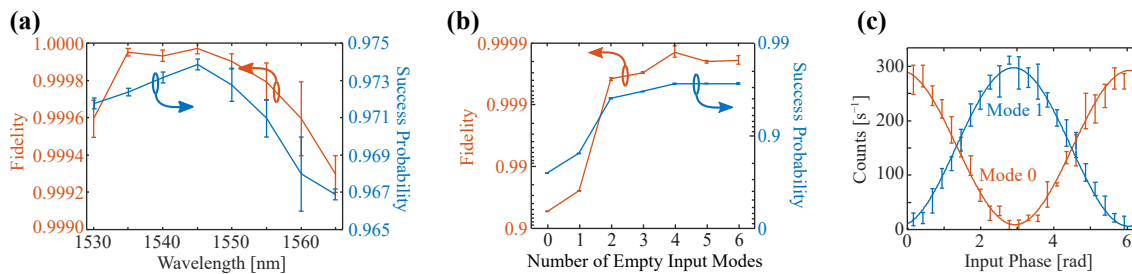 (a)
Fidelity
1.0000
0.9998
0.9996
0.9994
0.9992
0.9990
1530
1540
1550
1560
Wavelength [nm]
0.975
0.973
0.971
0.969
0.967
0.965
Success Probability
(b)
Fidelity
0.9999
0.999
0.99
0.9
0 1 2 3 4 5 6
Number of Empty Input Modes
0.99
0.9
0
Success Probability
(c)
Counts [s⁻¹]
300
200
150
100
0
Mode 1
Mode 0
0 2 4 6
Input Phase [rad]